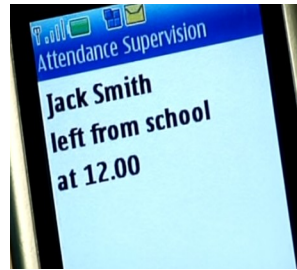 Attendance Supervision
Jack Smith
left from school
at 12.00